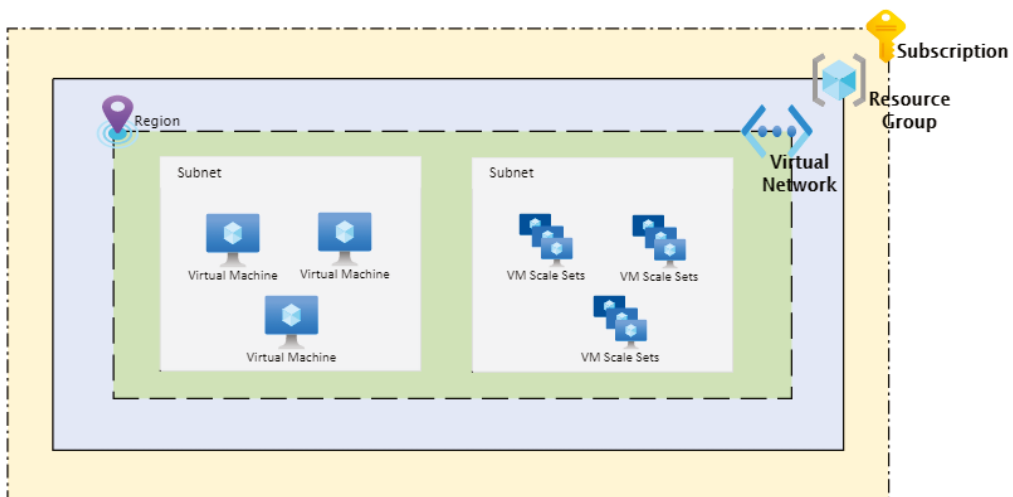 Subscription
Resource
Group
Region
Virtual
Network
Subnet
Subnet
Virtual Machine
Virtual Machine
Virtual Machine
VM Scale Sets
VM Scale Sets
VM Scale Sets